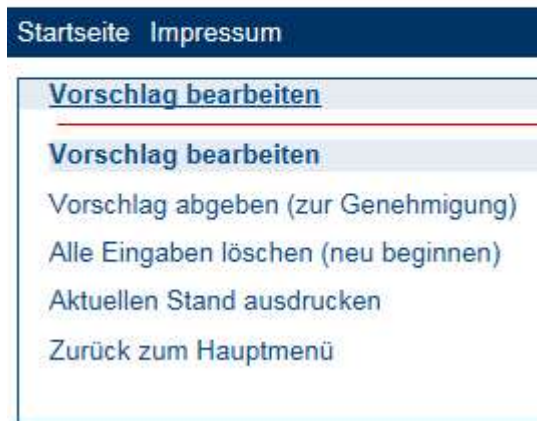 Startseite Impressum
Vorschlag bearbeiten
Vorschlag bearbeiten
Vorschlag abgeben (zur Genehmigung)
Alle Eingaben löschen (neu beginnen)
Aktuellen Stand ausdrucken
Zurück zum Hauptmenü